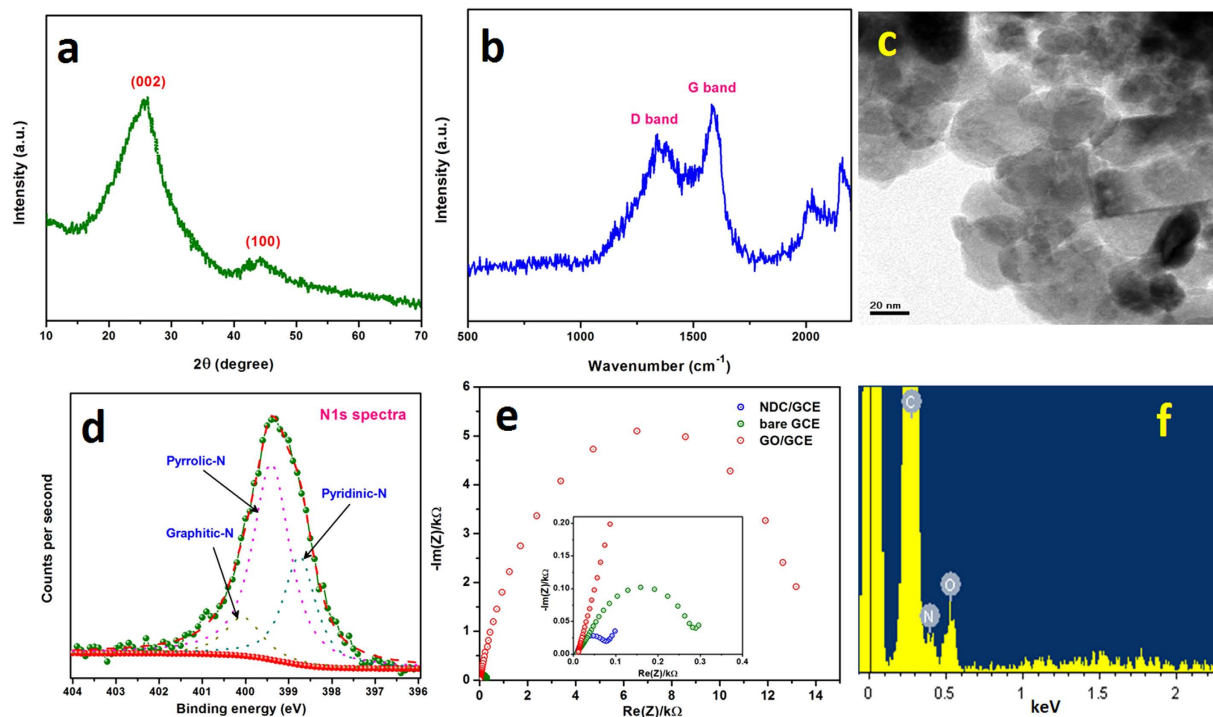 a
(002)
(100)
Intensity (a.u.)
10 20 30 40 50 60 70
2θ (degree)
b
D band
G band
Intensity (a.u.)
500 1000 1500 2000
Wavenumber (cm⁻¹)
c
20 nm
d
N1s spectra
Pyrrolic-N
Pyridinic-N
Graphitic-N
Counts per second
404 403 402 401 400 399 398 397 396
Binding energy (eV)
e
NDC/GCE
bare GCE
GO/GCE
-Im(Z)/kΩ
6
5
4
3
2
1
0
0 2 4 6 8 10 12 14
Re(Z)/kΩ
-Im(Z)/kΩ
0.20
0.15
0.10
0.05
0.00
0.0 0.1 0.2 0.3 0.4
Re(Z)/kΩ
f
C
N
O
0 0.5 1 1.5 2
keV